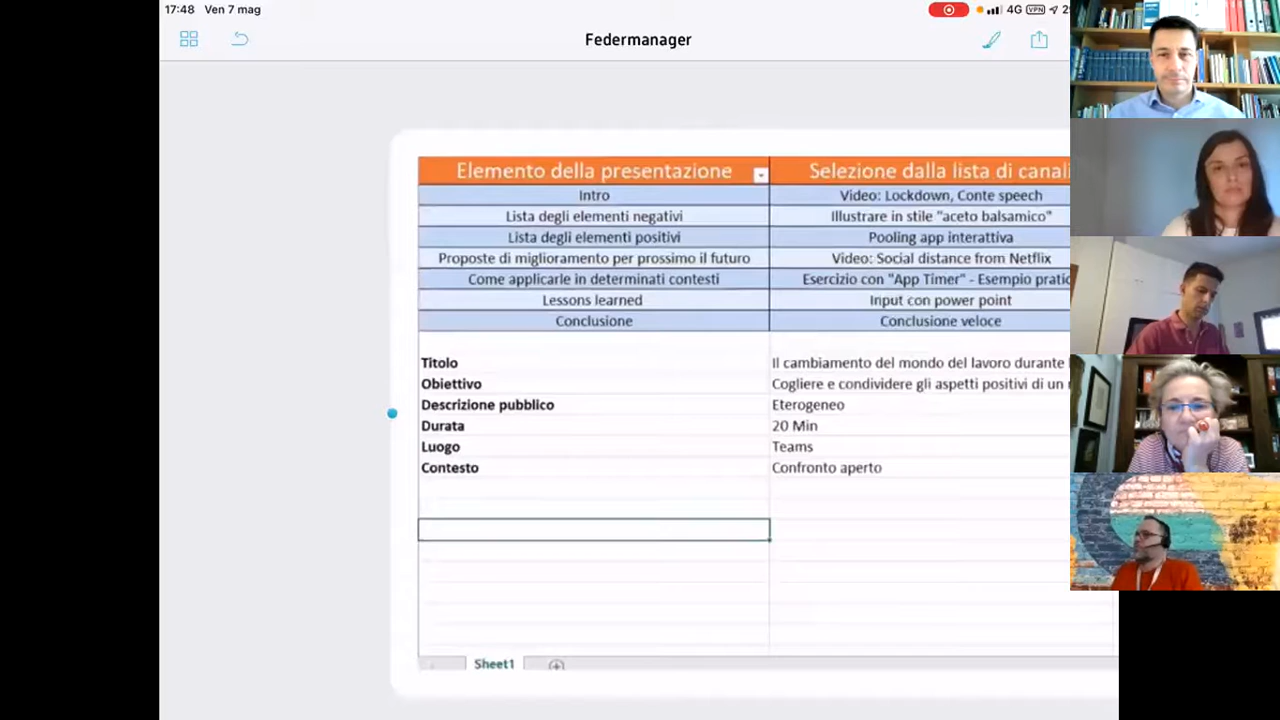 17:48 Ven 7 mag
4G VPN
Federmanager
Elemento della presentazione Selezione dalla lista di canali
Intro Video: Lockdown, Conte speech
Lista degli elementi negativi Illustrare in stile "aceto balsamico"
Lista degli elementi positivi Pooling app interattiva
Proposte di miglioramento per prossimo il futuro Video: Social distance from Netflix
Come applicarle in determinati contesti Esercizio con "App Timer" - Esempio pratic
Lessons learned Input con power point
Conclusione Conclusione veloce
Titolo Il cambiamento del mondo del lavoro durante
Obiettivo Cogliere e condividere gli aspetti positivi di un
Descrizione pubblico Eterogeneo
Durata 20 Min
Luogo Teams
Contesto Confronto aperto
Sheet1